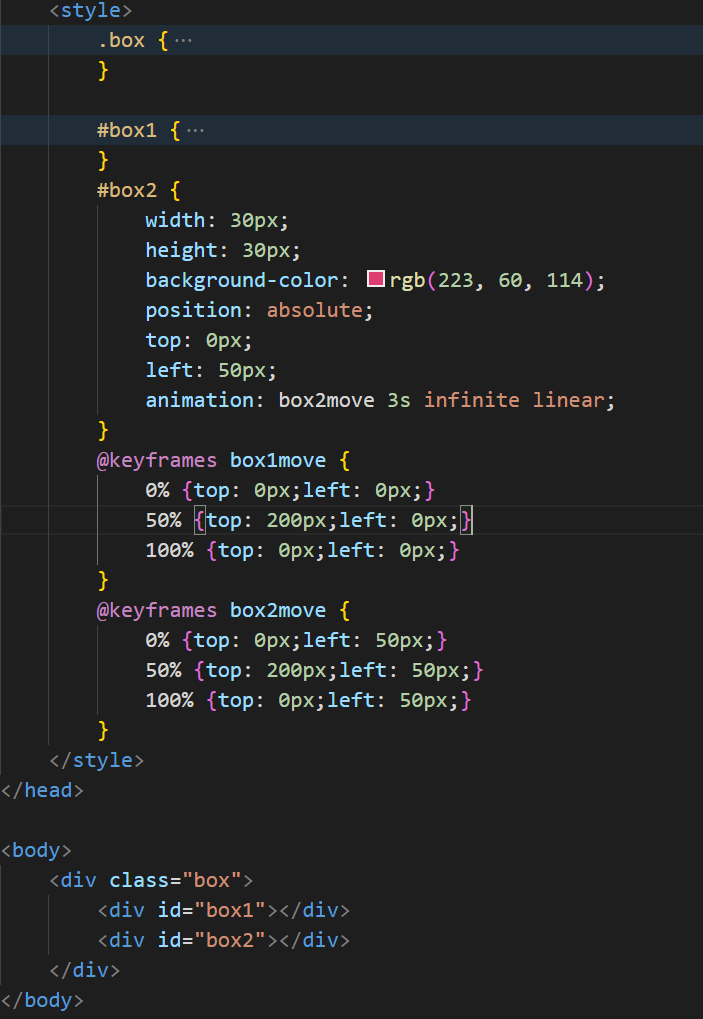 <style>
.box {···
}
#box1 {···
}
#box2 {
width: 30px;
height: 30px;
background-color: rgb(223, 60, 114);
position: absolute;
top: 0px;
left: 50px;
animation: box2move 3s infinite linear;
}
@keyframes box1move {
0% {top: 0px;left: 0px;}
50% {top: 200px;left: 0px;}
100% {top: 0px;left: 0px;}
}
@keyframes box2move {
0% {top: 0px;left: 50px;}
50% {top: 200px;left: 50px;}
100% {top: 0px;left: 50px;}
}
</style>
</head>
<body>
<div class="box">
<div id="box1"></div>
<div id="box2"></div>
</div>
</body>